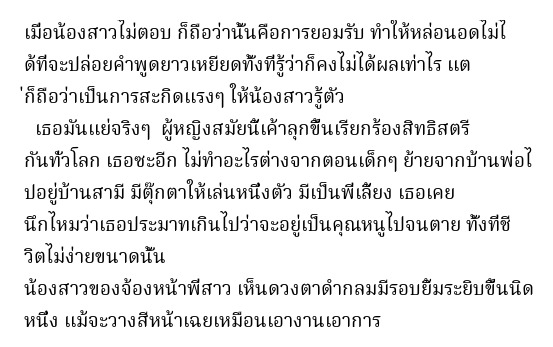 เมื่อน้องสาวไม่ตอบ ก็ถือว่านั้นคือการยอมรับ ทำให้หล่อนอดไม่ไ
ด้ที่จะปล่อยคำพูดยาวเหยียดทั้งที่รู้ว่าก็คงไม่ได้ผลเท่าไร แต
่ก็ถือว่าเป็นการสะกิดแรงๆ ให้น้องสาวรู้ตัว
เธอมันแย่จริงๆ ผู้หญิงสมัยนี้เค้าลุกขึ้นเรียกร้องสิทธิสตรี
กันทั่วโลก เธอซะอีก ไม่ทำอะไรต่างจากตอนเด็กๆ ย้ายจากบ้านพ่อไ
ปอยู่บ้านสามี มีตุ๊กตาให้เล่นหนึ่งตัว มีเป็นพี่เลี้ยง เธอเคย
นึกไหมว่าเธอประมาทเกินไปว่าจะอยู่เป็นคุณหนูไปจนตาย ทั้งที่ชี
วิตไม่ง่ายขนาดนั้น
น้องสาวของจ้องหน้าพี่สาว เห็นดวงตาดำกลมมีรอบยิ้มระยิบขึ้นนิด
หนึ่ง แม้จะวางสีหน้าเฉยเหมือนเอางานเอาการ